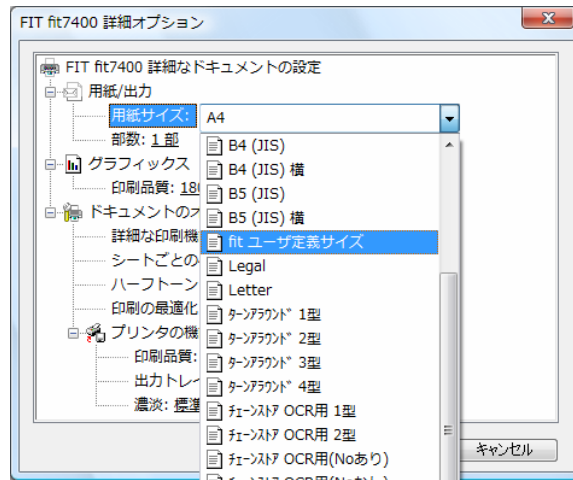 FIT fit7400 詳細オプション
FIT fit7400 詳細なドキュメントの設定
用紙/出力
用紙サイズ: A4
部数: 1 部
B4 (JIS)
B4 (JIS) 横
グラフィックス
B5 (JIS)
印刷品質: 180
B5 (JIS) 横
ドキュメントのオ
fit ユーザ定義サイズ
詳細な印刷機
Legal
シートごとの
Letter
ハーフトーン
ﾀｰﾝｱﾗｳﾝﾄﾞ 1型
印刷の最適化
ﾀｰﾝｱﾗｳﾝﾄﾞ 2型
プリンタの機
ﾀｰﾝｱﾗｳﾝﾄﾞ 3型
印刷品質:
ﾀｰﾝｱﾗｳﾝﾄﾞ 4型
出力トレイ
ﾁｪｰﾝｽﾄｱ OCR用 1型
濃淡: 標準
ﾁｪｰﾝｽﾄｱ OCR用 2型
ﾁｪｰﾝｽﾄｱ OCR用(Noあり)
キャンセル